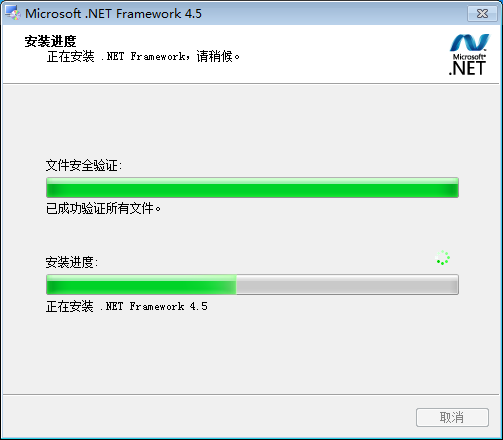 Microsoft .NET Framework 4.5
安装进度
正在安装 .NET Framework，请稍候。
Microsoft®
.NET
文件安全验证:
已成功验证所有文件。
安装进度:
正在安装 .NET Framework 4.5
取消